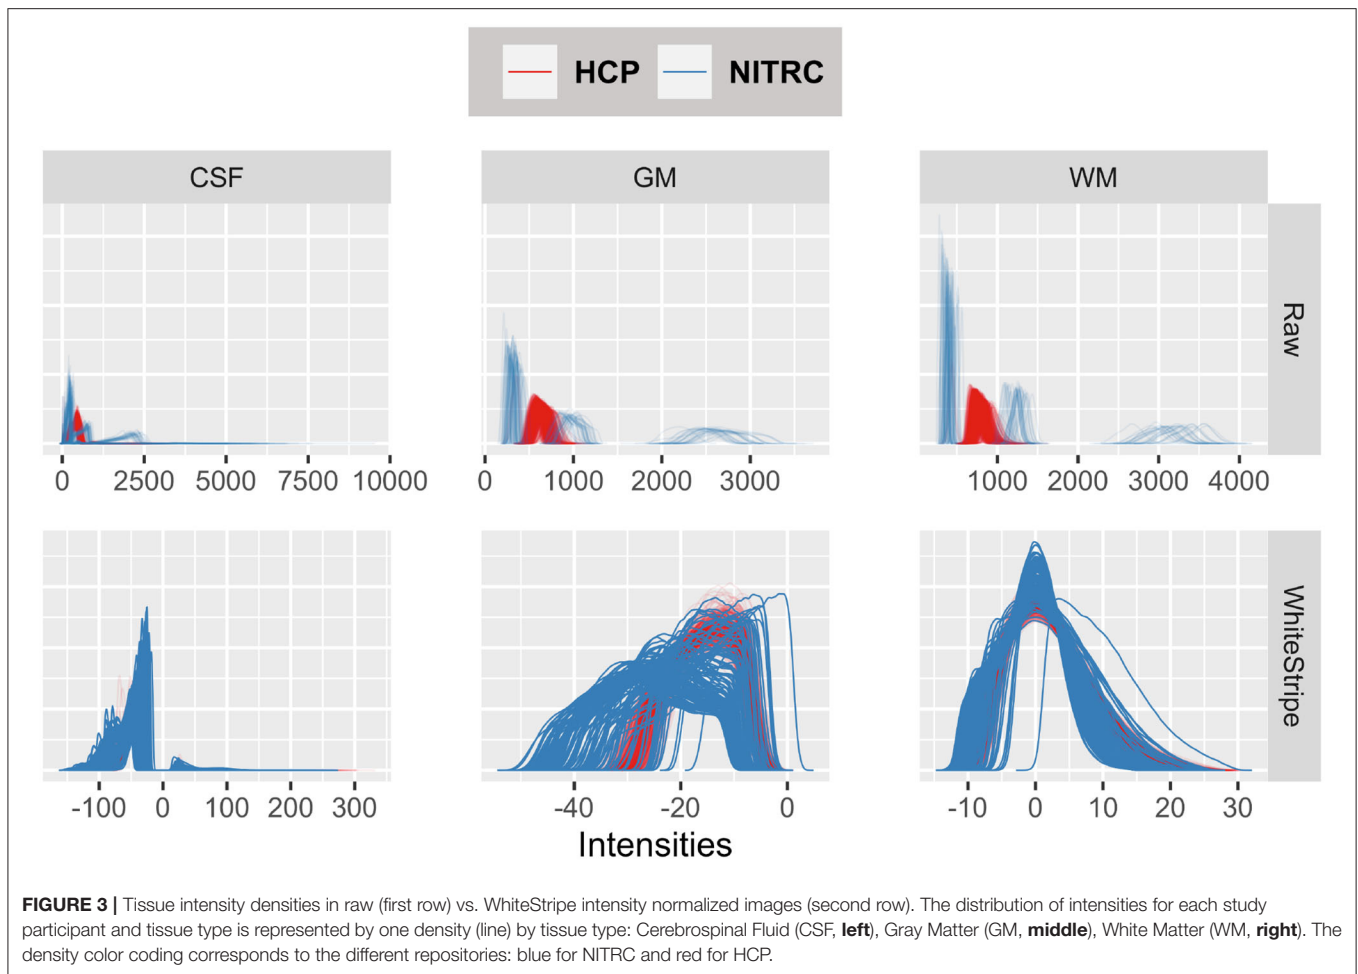 HCP NITRC
CSF GM WM
Raw
0 2500 5000 7500 10000
0 1000 2000 3000
1000 2000 3000 4000
WhiteStripe
-100 0 100 200 300
-40 -20 0
-10 0 10 20 30
Intensities
FIGURE 3 | Tissue intensity densities in raw (first row) vs. WhiteStripe intensity normalized images (second row). The distribution of intensities for each study
participant and tissue type is represented by one density (line) by tissue type: Cerebrospinal Fluid (CSF, left), Gray Matter (GM, middle), White Matter (WM, right). The
density color coding corresponds to the different repositories: blue for NITRC and red for HCP.